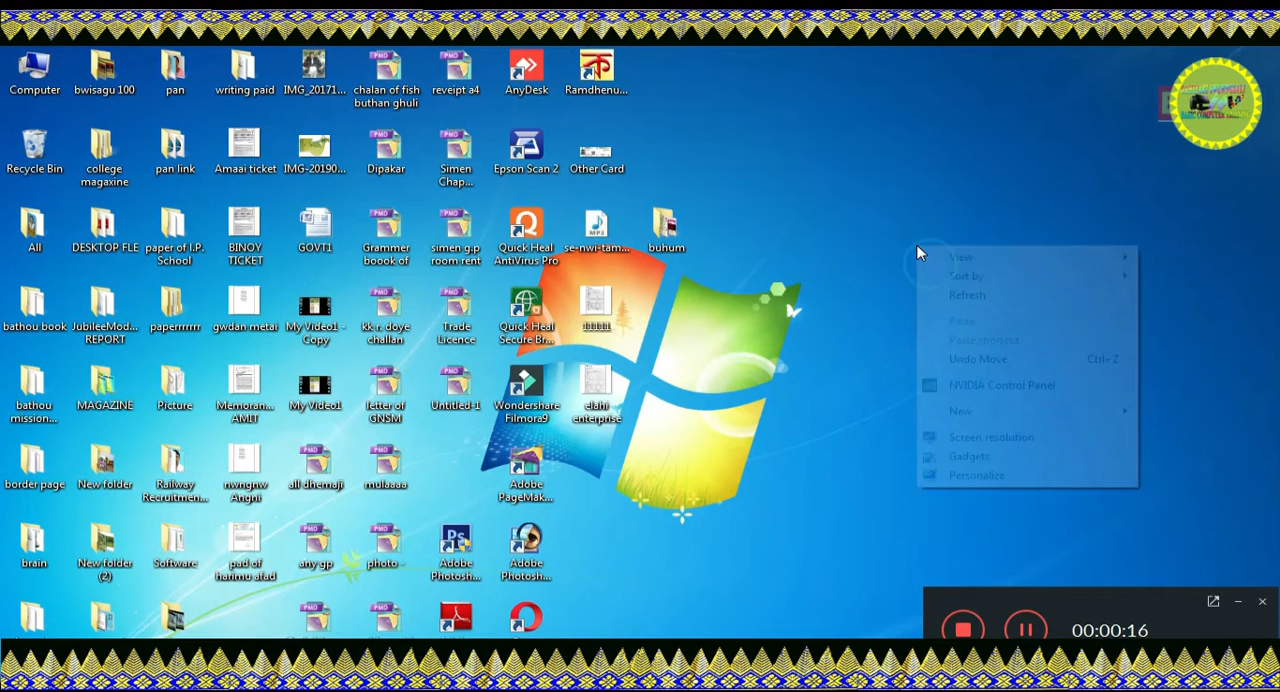 Computer
bwisagu 100
pan
writing paid
IMG_20171...
chalan of fish
buthan ghuli
reveipt a4
AnyDesk
Ramdhenu...
Recycle Bin
college
magaxine
pan link
Amaai ticket
IMG-20190...
Dipakar
Simen
Chap...
Epson Scan 2
Other Card
All
DESKTOP FLE
paper of I.P.
School
BINOY
TICKET
GOVT1
Grammer
boook of
simen g.p
room rent
Quick Heal
AntiVirus Pro
se-nwi-tam...
buhum
bathou book
JubileeMod...
REPORT
paperrrrrrr
gwdan metai
My Video1 -
Copy
kk r. doye
challan
Trade
Licence
Quick Heal
Secure Br...
11111
bathou
mission...
MAGAZINE
Picture
Memoran...
AMIT
My Video1
letter of
GNSM
Untitled-1
Wondershare
Filmora9
elahi
enterprise
border page
New folder
Railway
Recruitmen...
nwngnw
Angni
all dhemaji
mulaaaa
Adobe
PageMak...
brain
New folder
(2)
Software
pad of
harimu afad
any gp
photo -
Adobe
Photosh...
Adobe
Photosh...
View
Sort by
Refresh
Paste
Paste shortcut
Undo Move Ctrl+Z
NVIDIA Control Panel
New
Screen resolution
Gadgets
Personalize
00:00:16